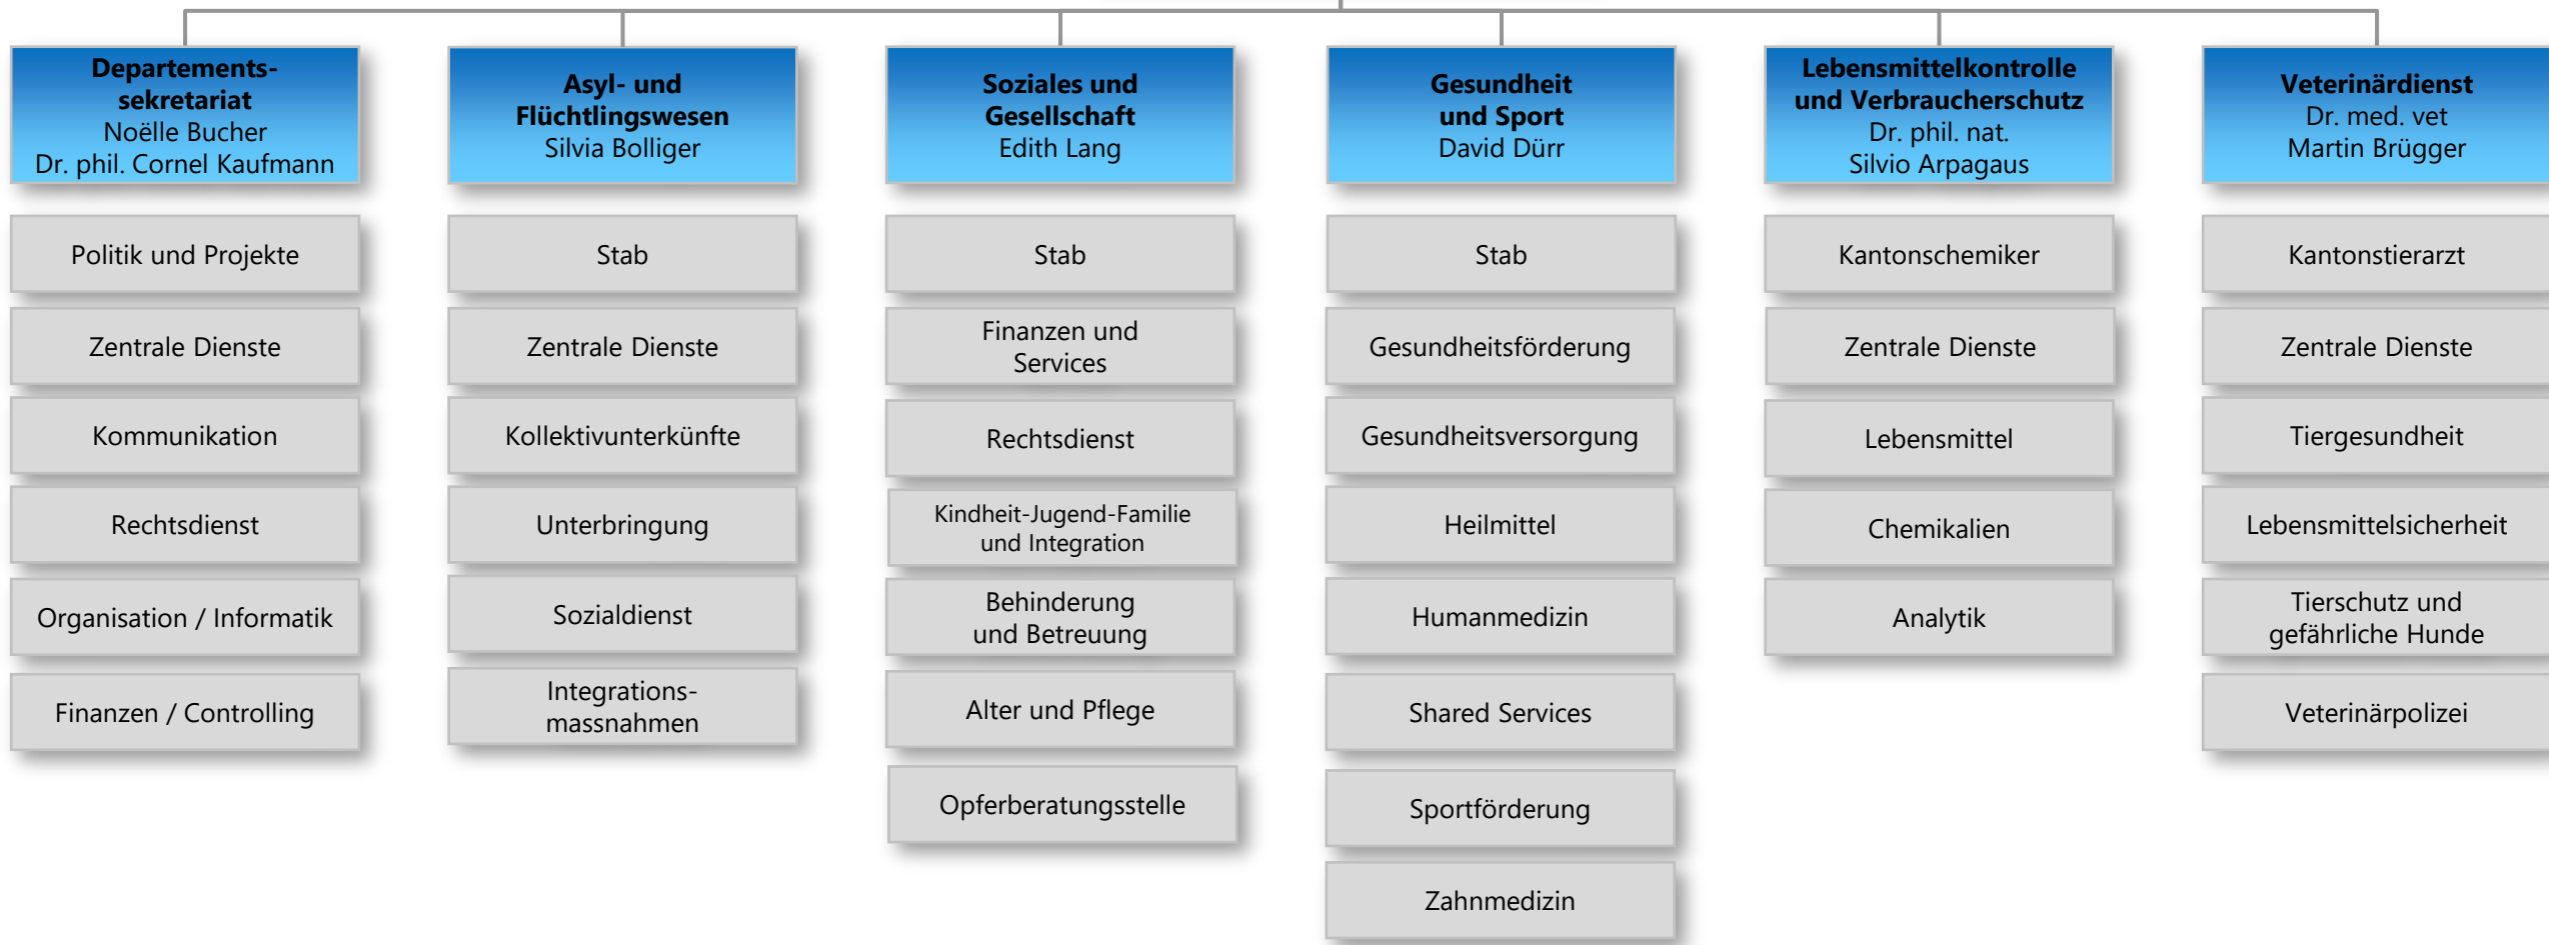 Departements-
sekretariat
Noëlle Bucher
Dr. phil. Cornel Kaufmann
Politik und Projekte
Zentrale Dienste
Kommunikation
Rechtsdienst
Organisation / Informatik
Finanzen / Controlling
Asyl- und
Flüchtlingswesen
Silvia Bolliger
Stab
Zentrale Dienste
Kollektivunterkünfte
Unterbringung
Sozialdienst
Integrations-
massnahmen
Soziales und
Gesellschaft
Edith Lang
Stab
Finanzen und
Services
Rechtsdienst
Kindheit-Jugend-Familie
und Integration
Behinderung
und Betreuung
Alter und Pflege
Opferberatungsstelle
Gesundheit
und Sport
David Dürr
Stab
Gesundheitsförderung
Gesundheitsversorgung
Heilmittel
Humanmedizin
Shared Services
Sportförderung
Zahnmedizin
Lebensmittelkontrolle
und Verbraucherschutz
Dr. phil. nat.
Silvio Arpagaus
Kantonschemiker
Zentrale Dienste
Lebensmittel
Chemikalien
Analytik
Veterinärdienst
Dr. med. vet
Martin Brügger
Kantonstierarzt
Zentrale Dienste
Tiergesundheit
Lebensmittelsicherheit
Tierschutz und
gefährliche Hunde
Veterinärpolizei